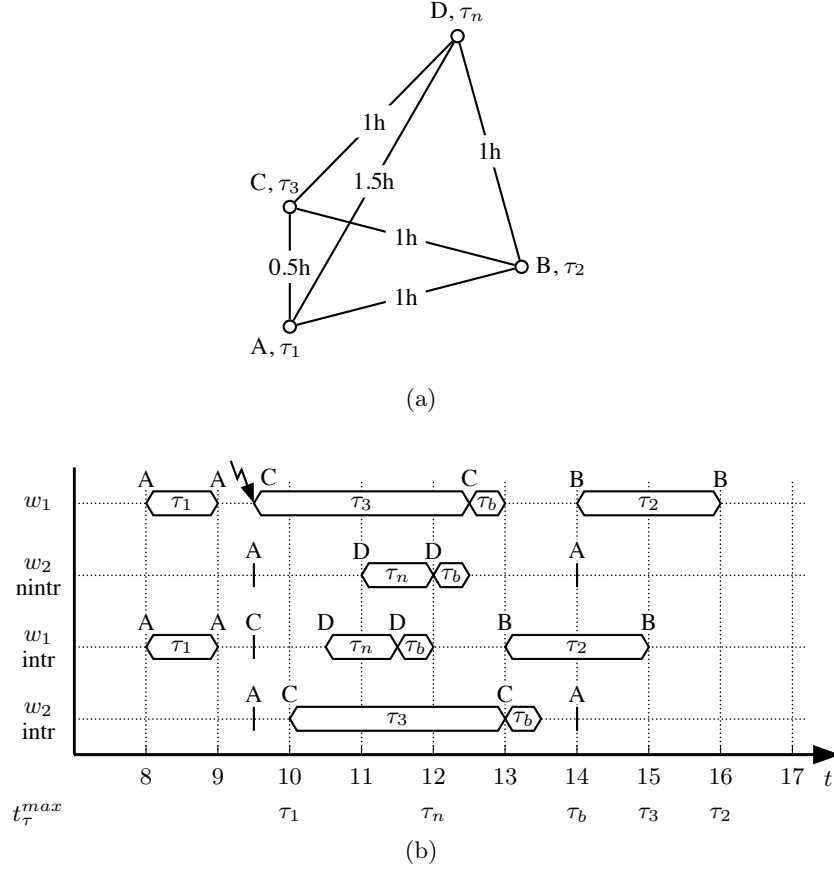 D, τn
1h
1h
C, τ3
1.5h
1h
0.5h
B, τ2
1h
A, τ1
(a)
A A C C B B
w1 τ1 τ3 τb τ2
A D D A
w2 nintr τn τb
A A C D D B B
w1 intr τ1 τn τb τ2
A C C A
w2 intr τ3 τb
8 9 10 11 12 13 14 15 16 17 t
tτmax τ1 τn τb τ3 τ2
(b)